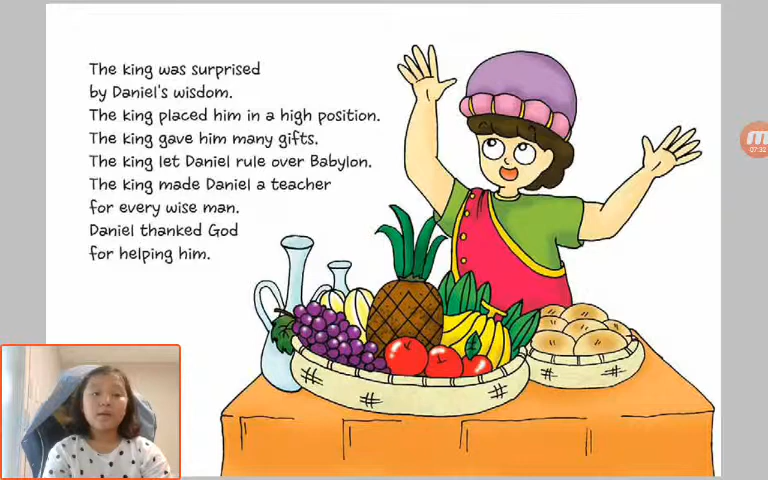 The king was surprised
by Daniel's wisdom.
The king placed him in a high position.
The king gave him many gifts.
The king let Daniel rule over Babylon.
The king made Daniel a teacher
for every wise man.
Daniel thanked God
for helping him.
07:32